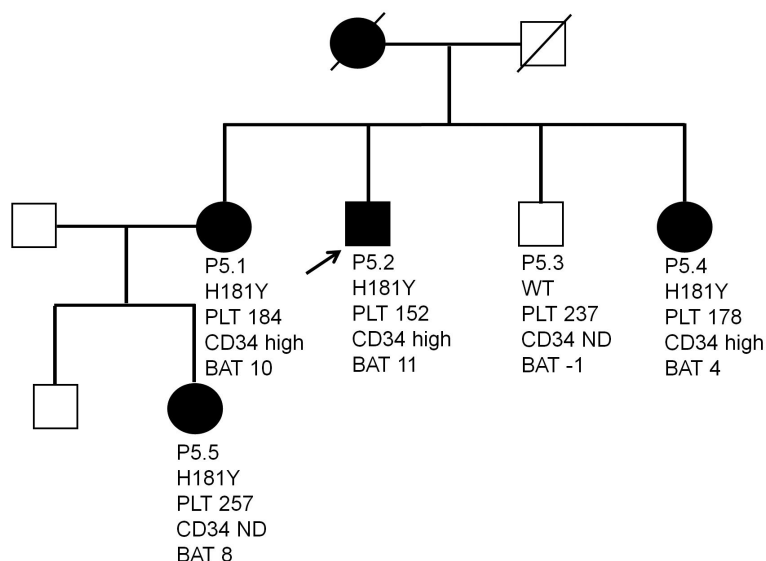 P5.1
H181Y
PLT 184
CD34 high
BAT 10
P5.2
H181Y
PLT 152
CD34 high
BAT 11
P5.3
WT
PLT 237
CD34 ND
BAT -1
P5.4
H181Y
PLT 178
CD34 high
BAT 4
P5.5
H181Y
PLT 257
CD34 ND
BAT 8